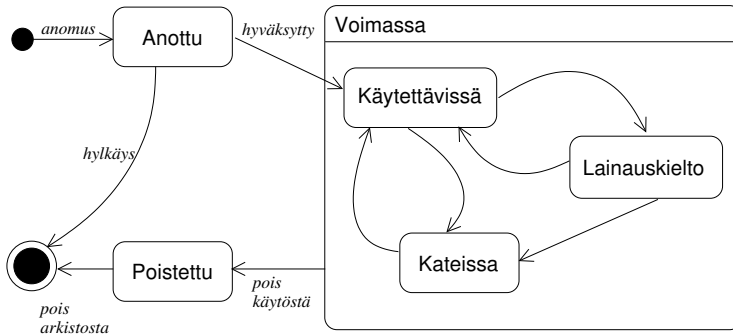 anomus
Anottu
hyväksytty
Voimassa
Käytettävissä
hylkäys
Lainauskielto
Kateissa
Poistettu
pois
käytöstä
pois
arkistosta